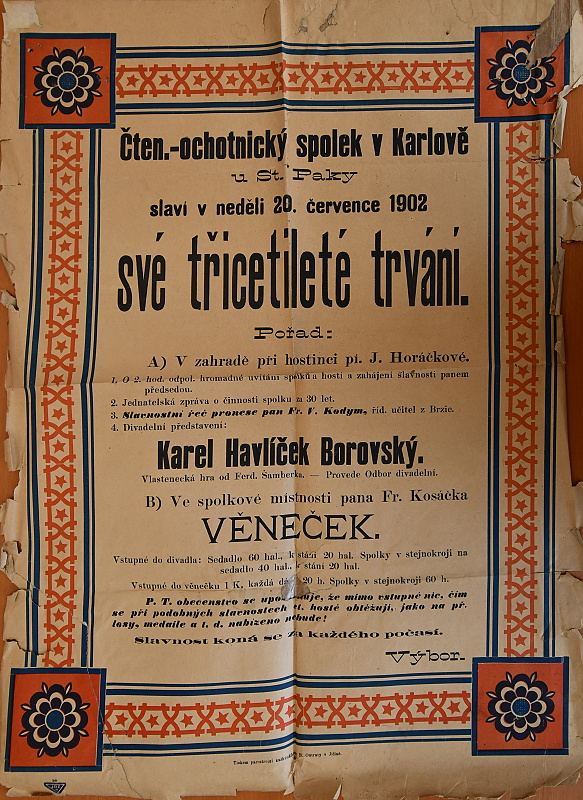 Čten.-ochotnický spolek v Karlově
u St. Paky
slaví v neděli 20. července 1902
své třicetileté trvání.
Pořad:
A) V zahradě při hostinci pí. J. Horáčkové.
1. O 2. hod. odpol. hromadné uvítání spolků a hostí a zahájení slavnosti panem
předsedou.
2. Jednatelská zpráva o činnosti spolku za 30 let.
3. Slavnostní řeč pronese pan Fr. V. Kodym, říd. učitel z Brzie.
4. Divadelní představení:
Karel Havlíček Borovský.
Vlastenecká hra od Ferd. Šamberka. — Provede Odbor divadelní.
B) Ve spolkové místnosti pana Fr. Kosáčka
VĚNEČEK.
Vstupné do divadla: Sedadlo 60 hal., k stání 20 hal. Spolky v stejnokroji na
sedadlo 40 hal., k stání 20 hal.
Vstupné do věnečku 1 K, každá 20 h. Spolky v stejnokroji 60 h.
P. T. obecenstvo se že mimo vstupné nic, čím
se při podobných slavnostech hosté obtěžují, jako na př.
losy, medaile a t. d. nabízeno nebude!
Slavnost koná se za každého počasí.
Výbor.
Tiskem R. v Jičíně.